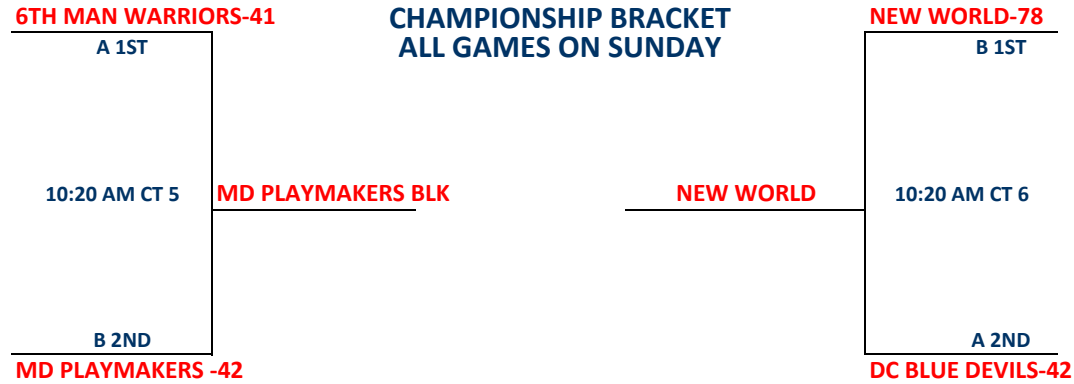 6TH MAN WARRIORS-41
CHAMPIONSHIP BRACKET
NEW WORLD-78
A 1ST
ALL GAMES ON SUNDAY
B 1ST
10:20 AM CT 5
MD PLAYMAKERS BLK
NEW WORLD
10:20 AM CT 6
B 2ND
A 2ND
MD PLAYMAKERS -42
DC BLUE DEVILS-42